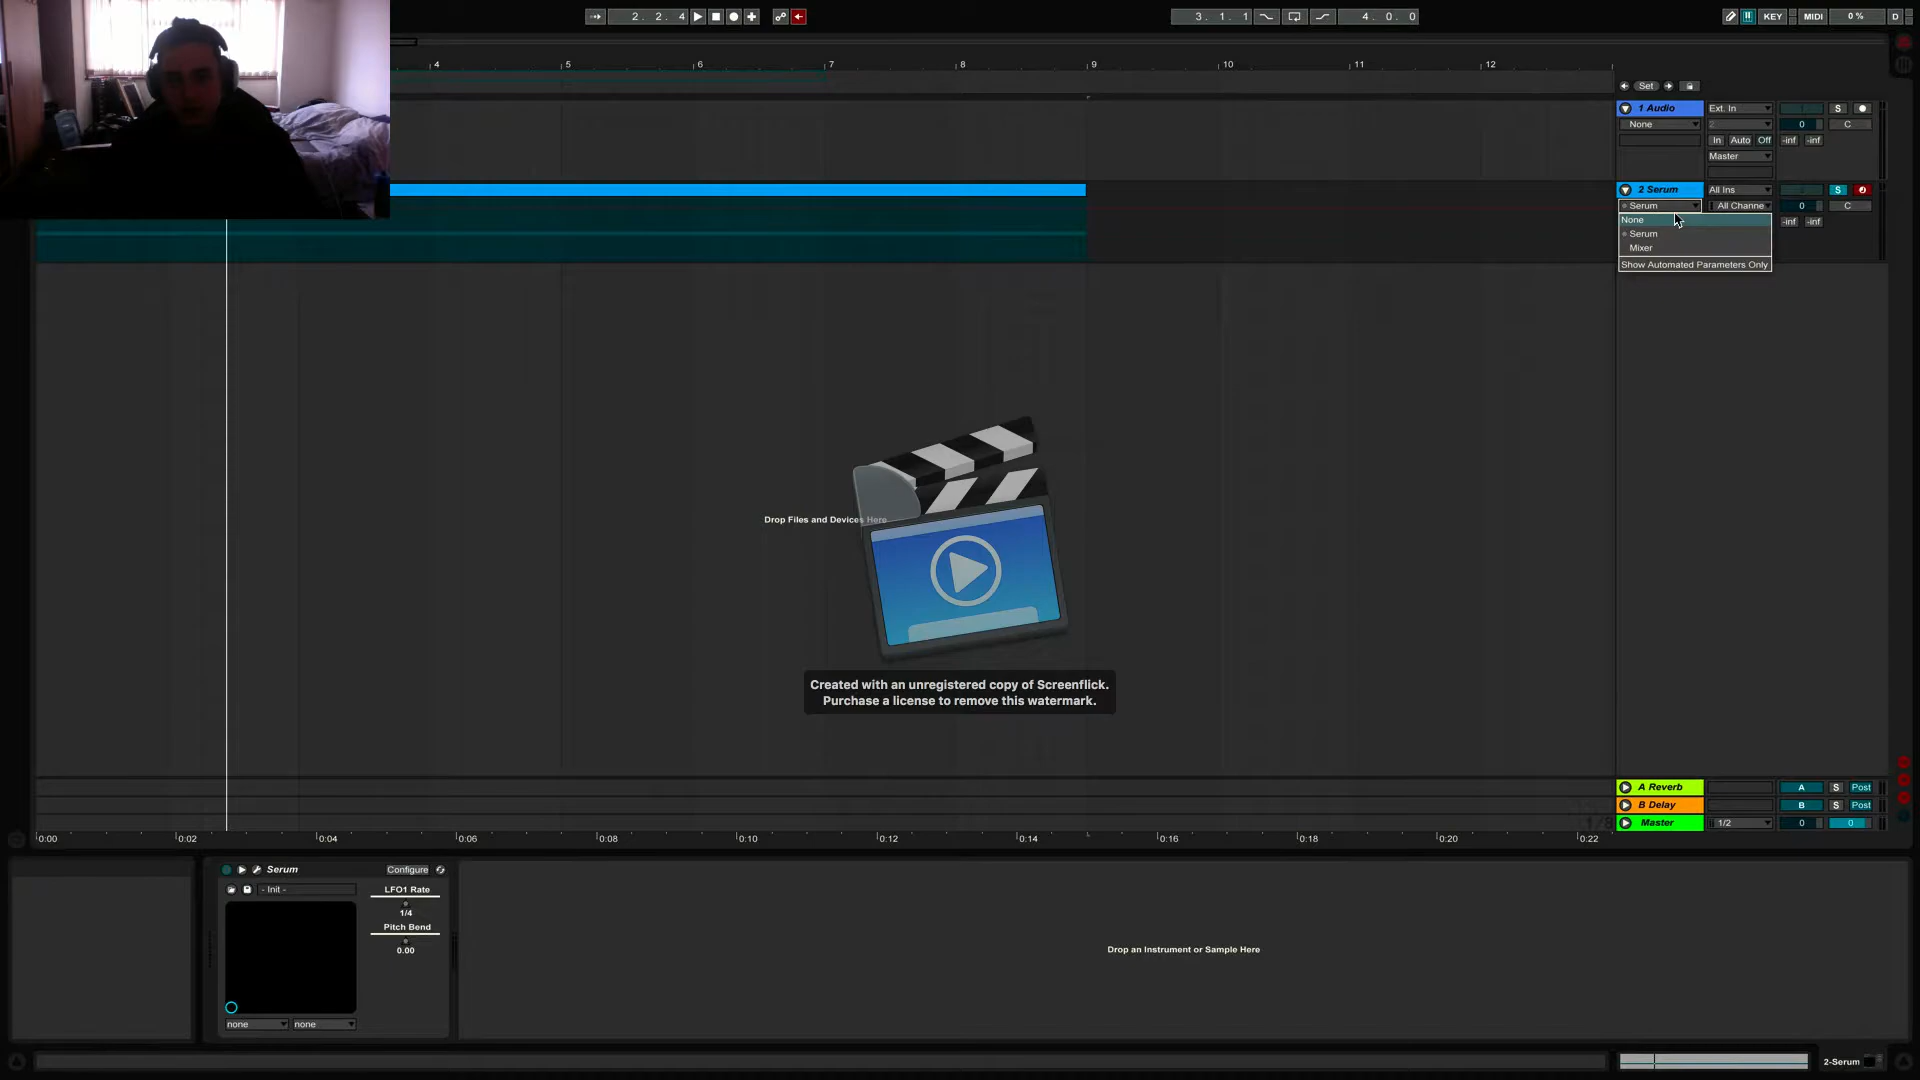 2. 2. 4
3. 1. 1
4. 0. 0
KEY
MIDI
0 %
D
4
5
6
7
8
9
10
11
12
Set
1 Audio
Ext. In
S
None
2
0
C
In
Auto
Off
-inf
-inf
Master
2 Serum
All Ins
S
Serum
All Channe
0
C
None
-inf
-inf
Serum
Mixer
Show Automated Parameters Only
Drop Files and Devices Here
Created with an unregistered copy of Screenflick.
Purchase a license to remove this watermark.
A Reverb
A
S
Post
B Delay
B
S
Post
1/8
Master
1/2
0
0
0:00
0:02
0:04
0:06
0:08
0:10
0:12
0:14
0:16
0:18
0:20
0:22
Serum
Configure
- Init -
LFO1 Rate
1/4
Pitch Bend
0.00
none
none
Drop an Instrument or Sample Here
2-Serum